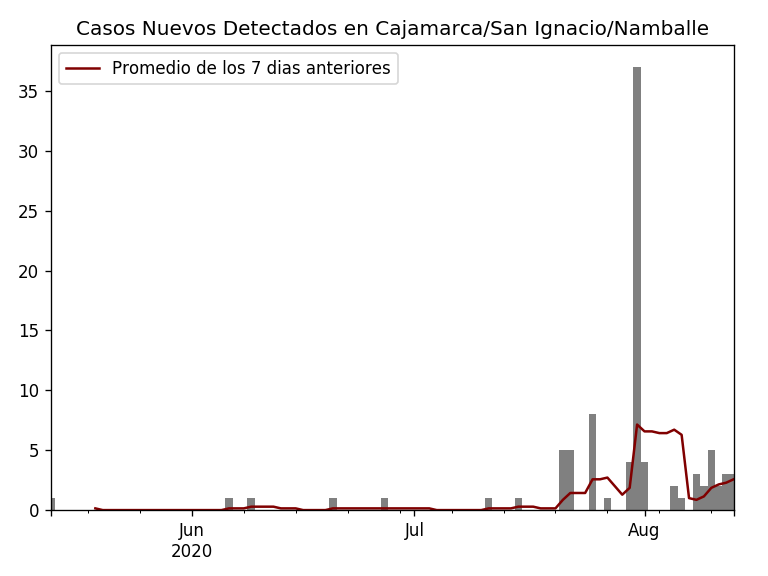 Casos Nuevos Detectados en Cajamarca/San Ignacio/Namballe
Promedio de los 7 dias anteriores
35
30
25
20
15
10
5
0
Jun
2020
Jul
Aug